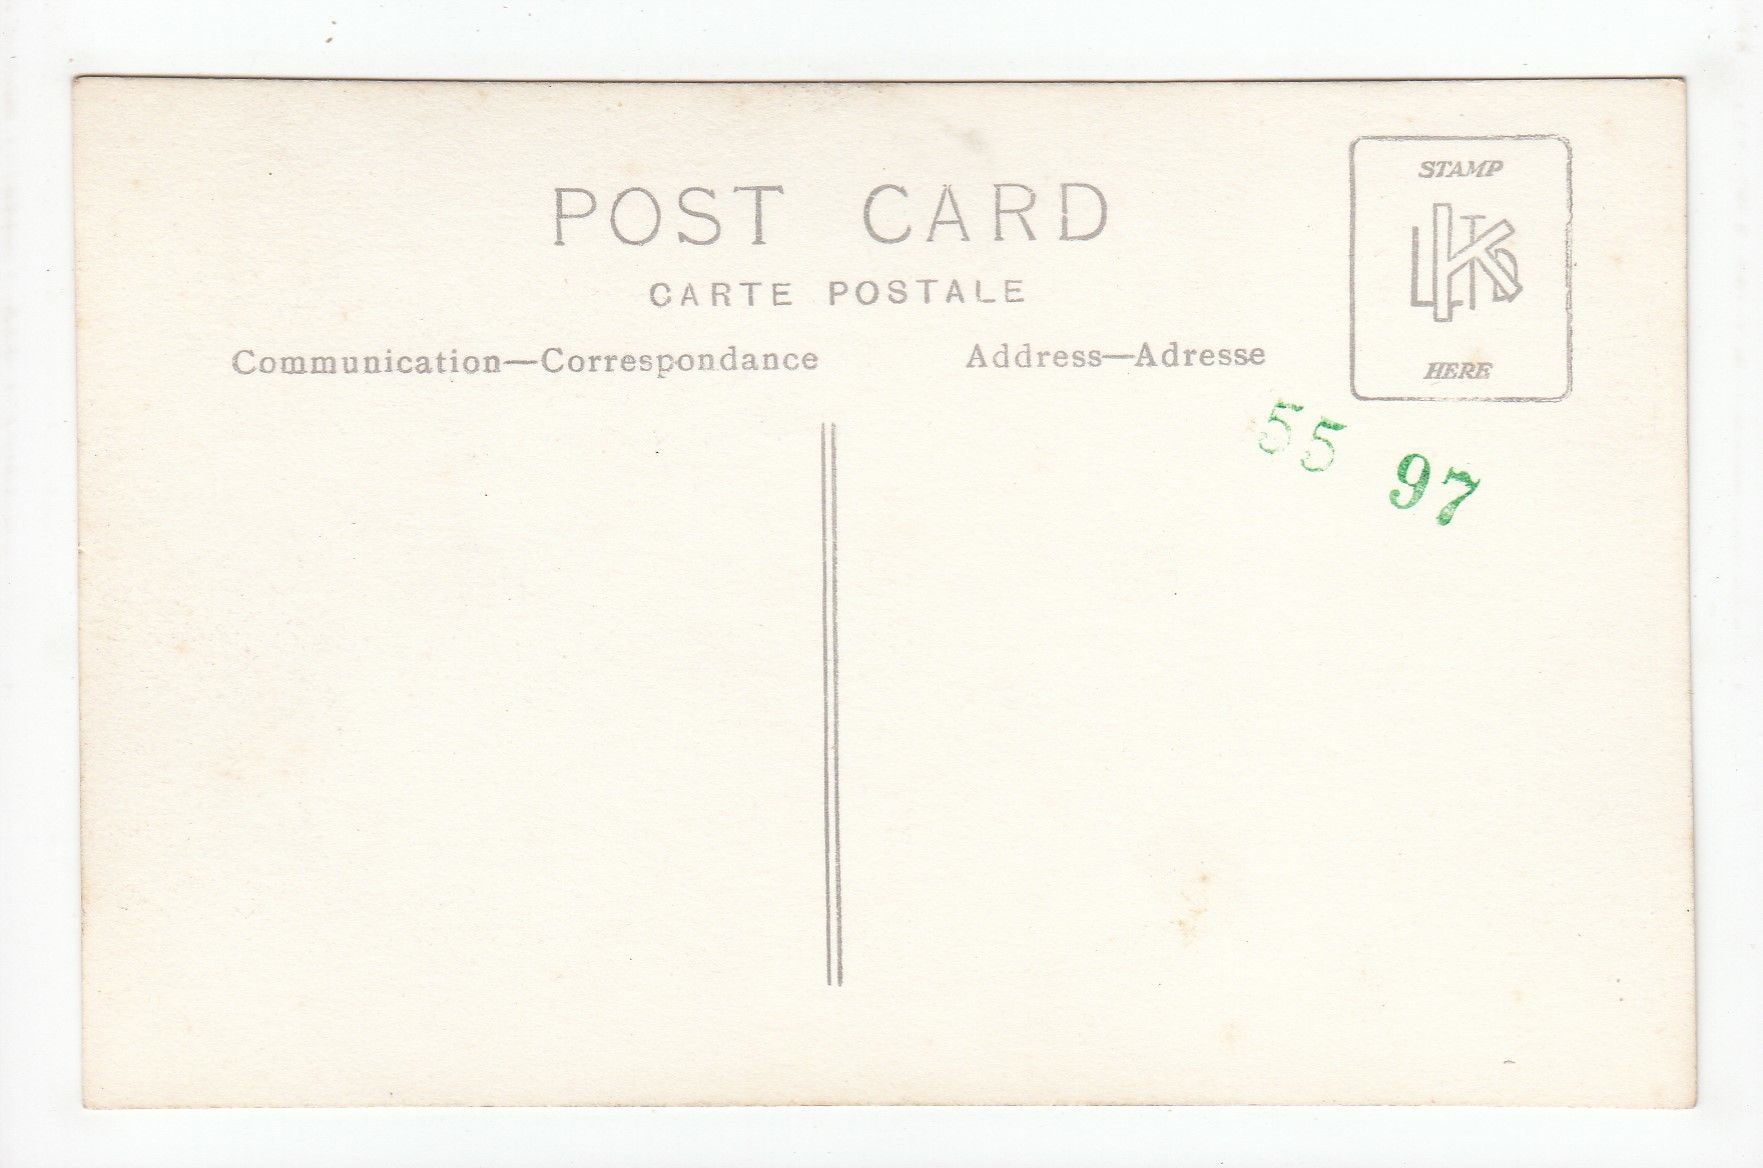 POST CARD
CARTE POSTALE
Communication—Correspondance
Address—Adresse
STAMP
HERE
55 97